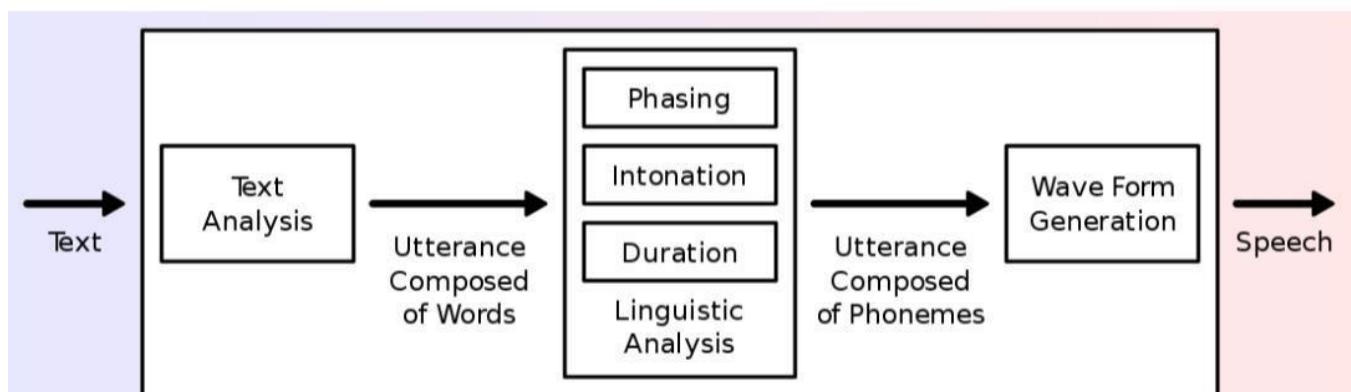 Text
Text
Analysis
Utterance
Composed
of Words
Phasing
Intonation
Duration
Linguistic
Analysis
Utterance
Composed
of Phonemes
Wave Form
Generation
Speech